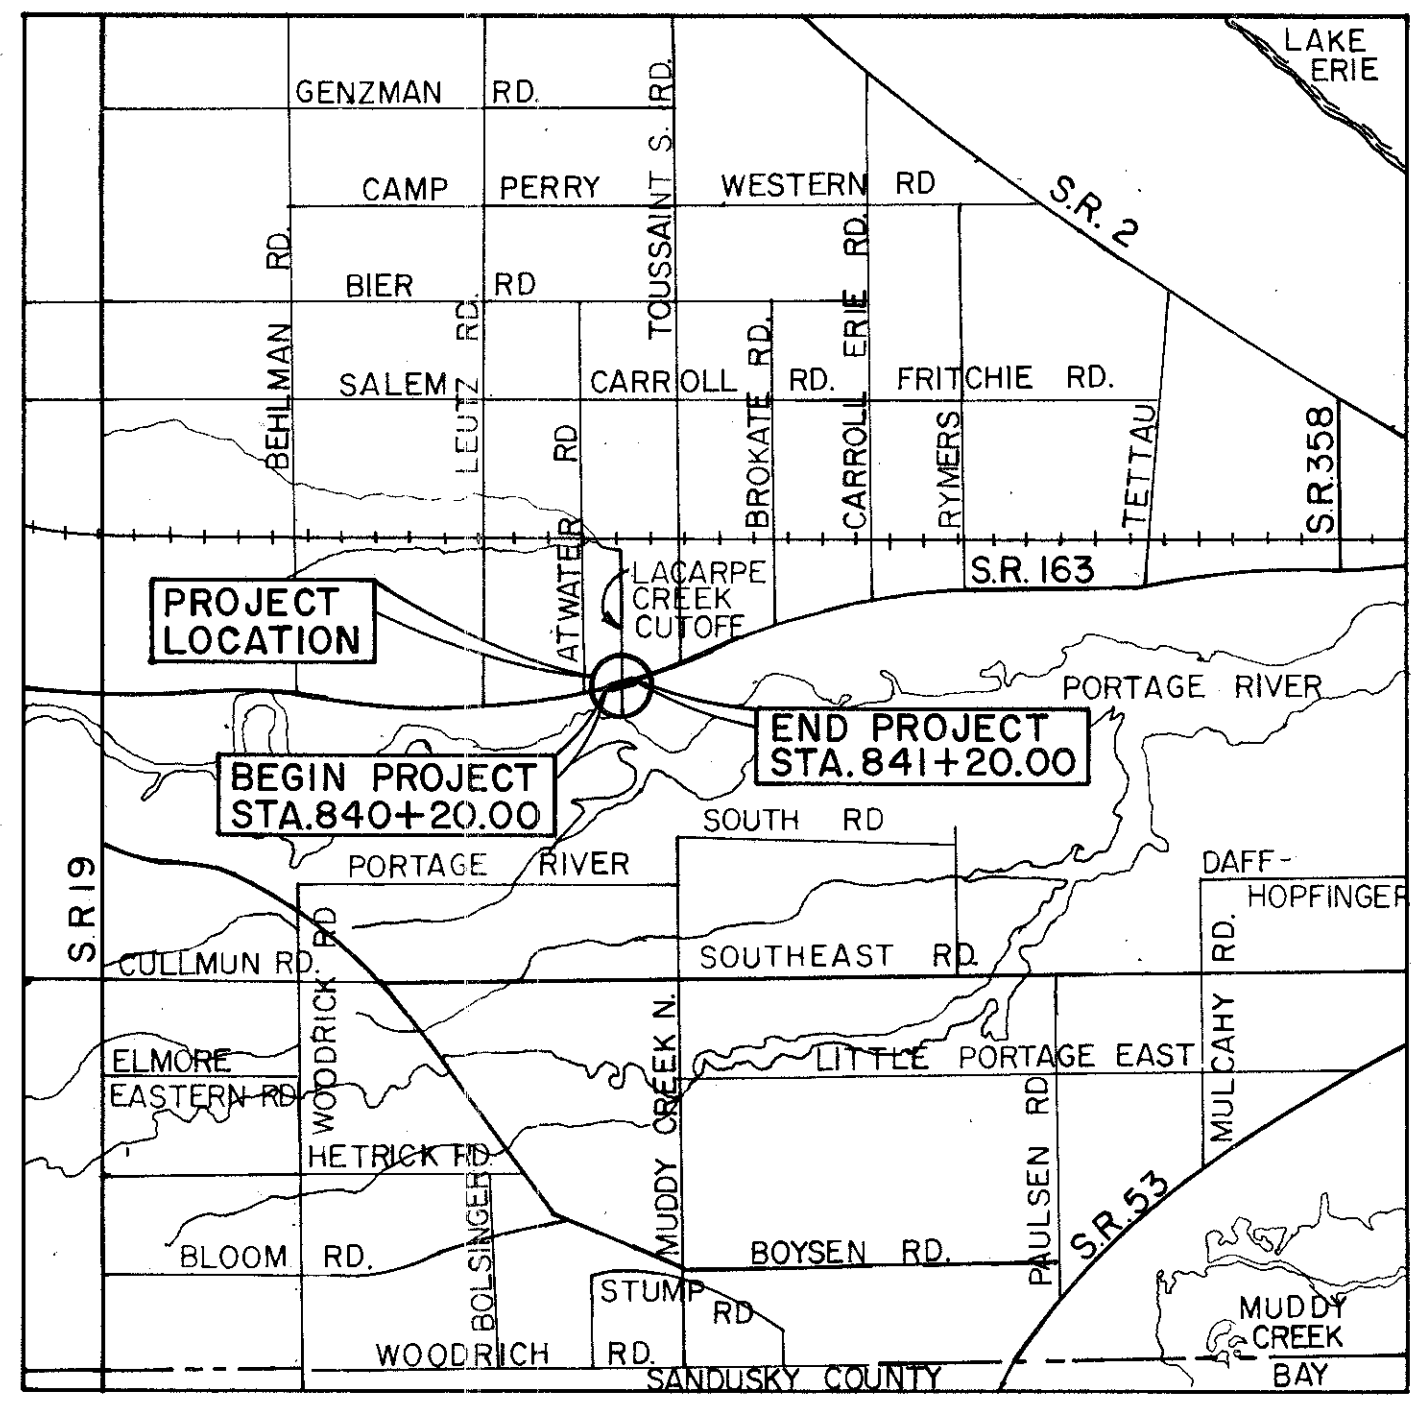 LAKE
ERIE
GENZMAN RD.
TOUSSAINT S. RD.
CAMP PERRY WESTERN RD
S.R. 2
BEHLMAN RD.
BIER RD
LEUTZ RD.
BROKATE RD.
CARROLL ERIE RD.
SALEM CARROLL RD. FRITCHIE RD.
ATWATER RD
RYMERS
TETTAU
S.R.358
S.R. 163
LACARPE
CREEK
CUTOFF
PROJECT
LOCATION
PORTAGE RIVER
END PROJECT
STA.841+20.00
BEGIN PROJECT
STA.840+20.00
SOUTH RD
PORTAGE RIVER
S.R.19
DAFF-
HOPFINGER
CULLMUN RD.
WOODRICK RD
SOUTHEAST RD.
MUDDY CREEK N.
MULCAHY RD.
ELMORE
EASTERN RD
LITTLE PORTAGE EAST
HETRICK RD.
BOLSINGER
PAULSEN RD
S.R.53
BLOOM RD.
BOYSEN RD.
STUMP
RD
WOODRICH RD.
MUDDY
CREEK
BAY
SANDUSKY COUNTY